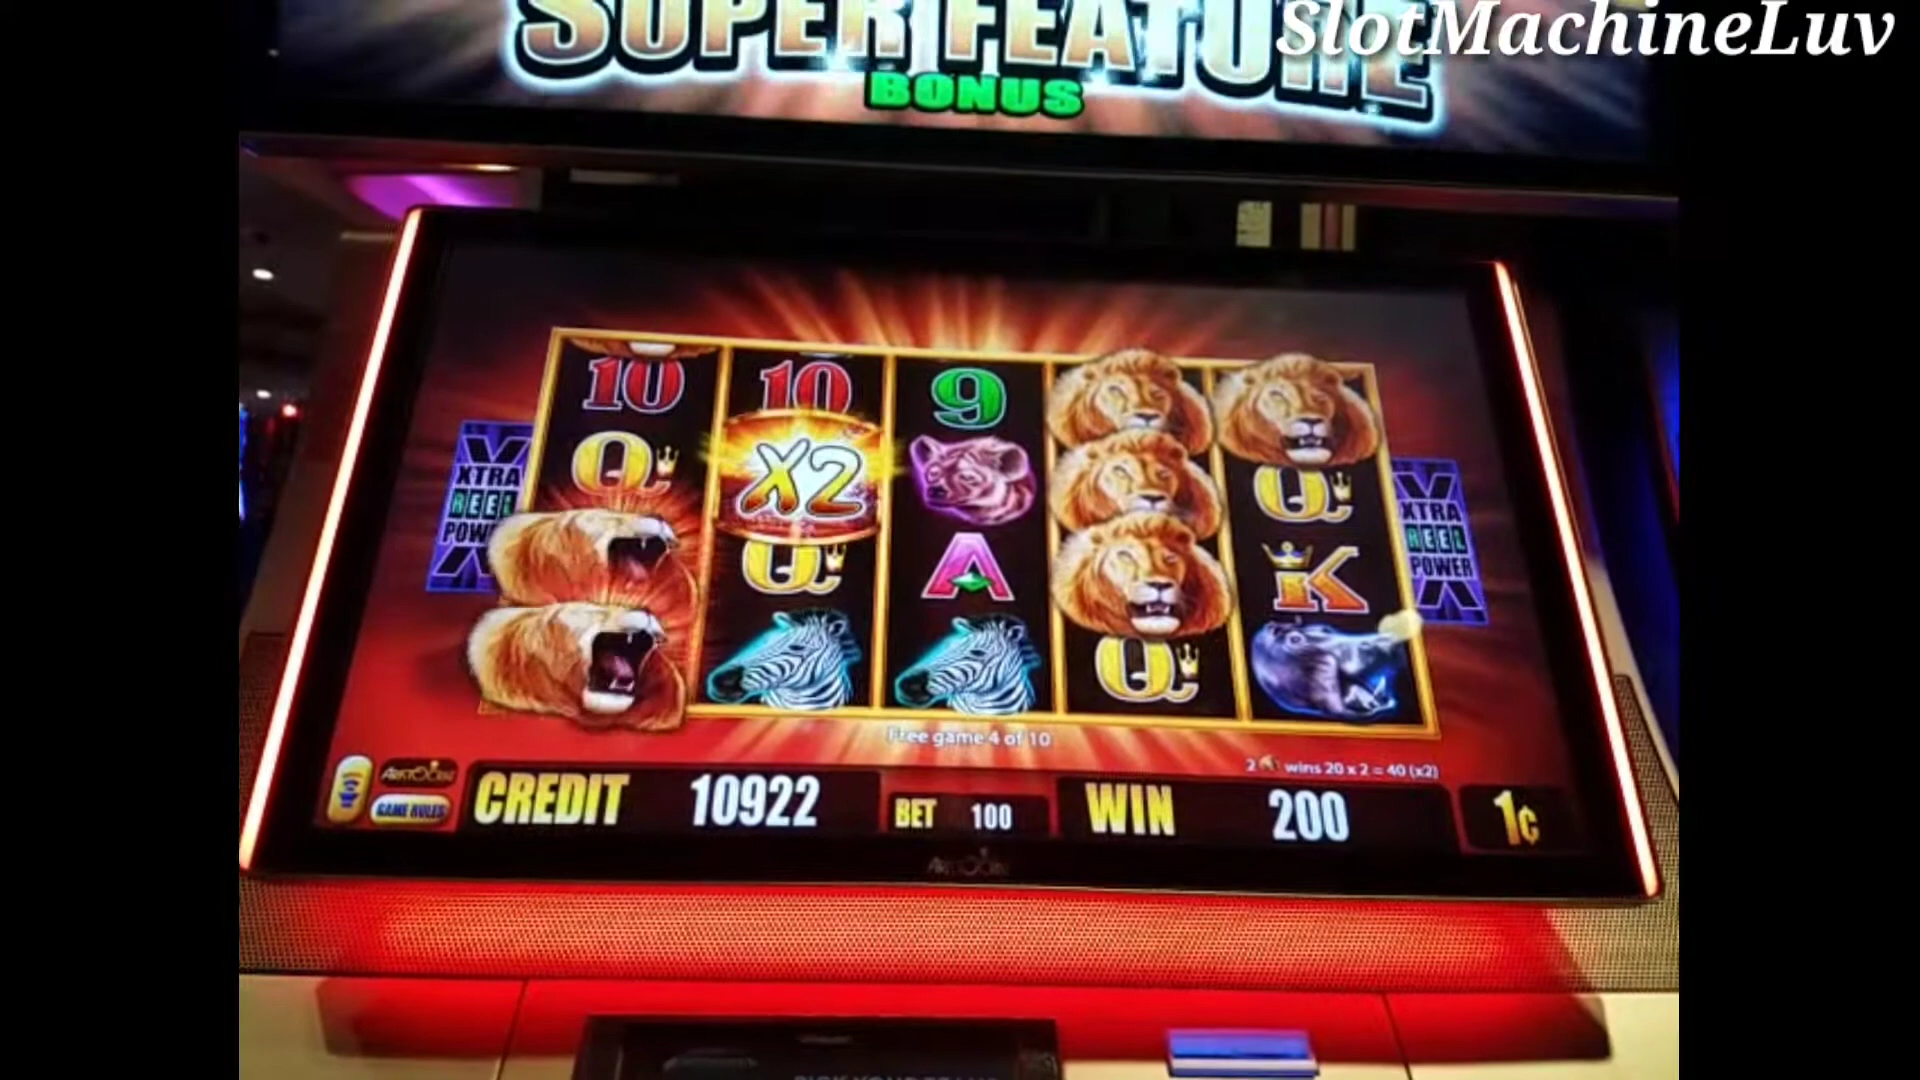 SUPER FEATURE
SlotMachineLuv
BONUS
10 10 9
XTRA REEL POWER
Q X2 Q
XTRA REEL POWER
Q A K
Q
Free game 4 of 10
2 wins 20 x 2 = 40 (x2)
ARISTOCRAT
GAME RULES
CREDIT 10922 BET 100 WIN 200 1¢